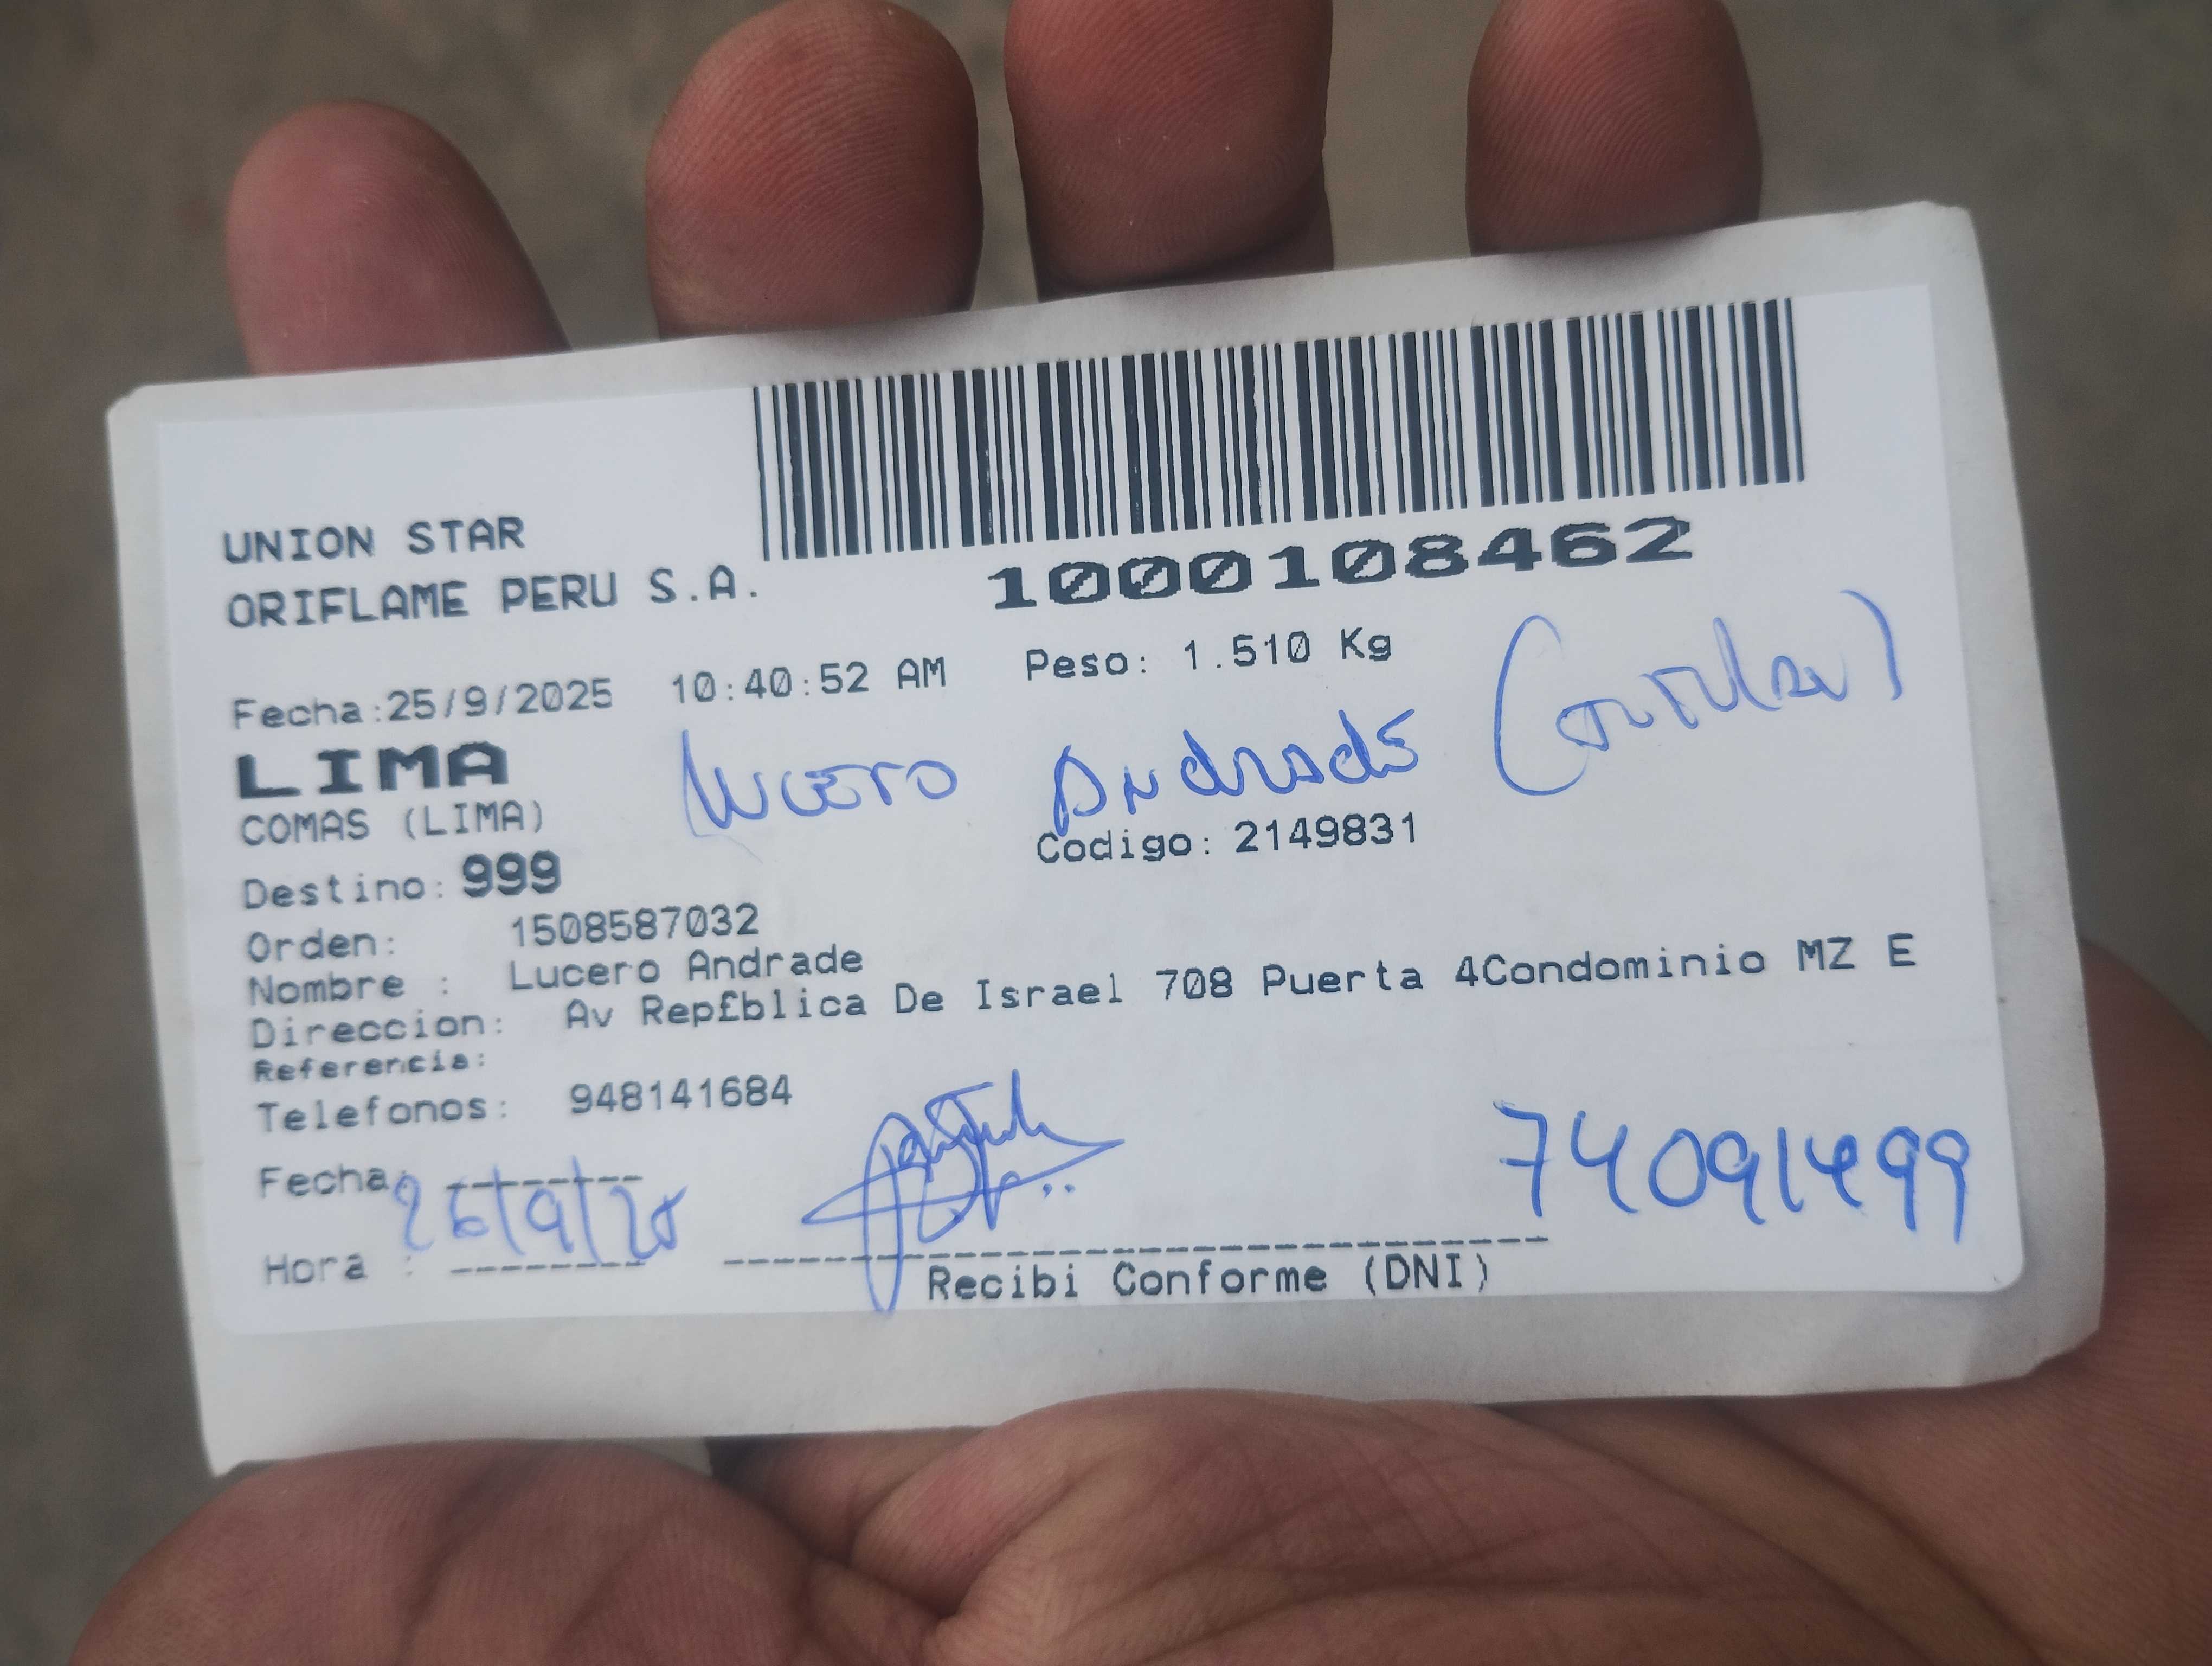 UNION STAR
ORIFLAME PERU S.A.
1000108462
Fecha:25/9/2025 10:40:52 AM Peso: 1.510 Kg
LIMA
COMAS (LIMA)
Lucero Andrade (titular)
Destino: 999 Codigo: 2149831
Orden: 1508587032
Nombre : Lucero Andrade
Direccion: Av Rep£blica De Israel 708 Puerta 4Condominio MZ E
Referencia:
Telefonos: 948141684
Fecha: 26/9/25
74091499
Hora :
Recibi Conforme (DNI)